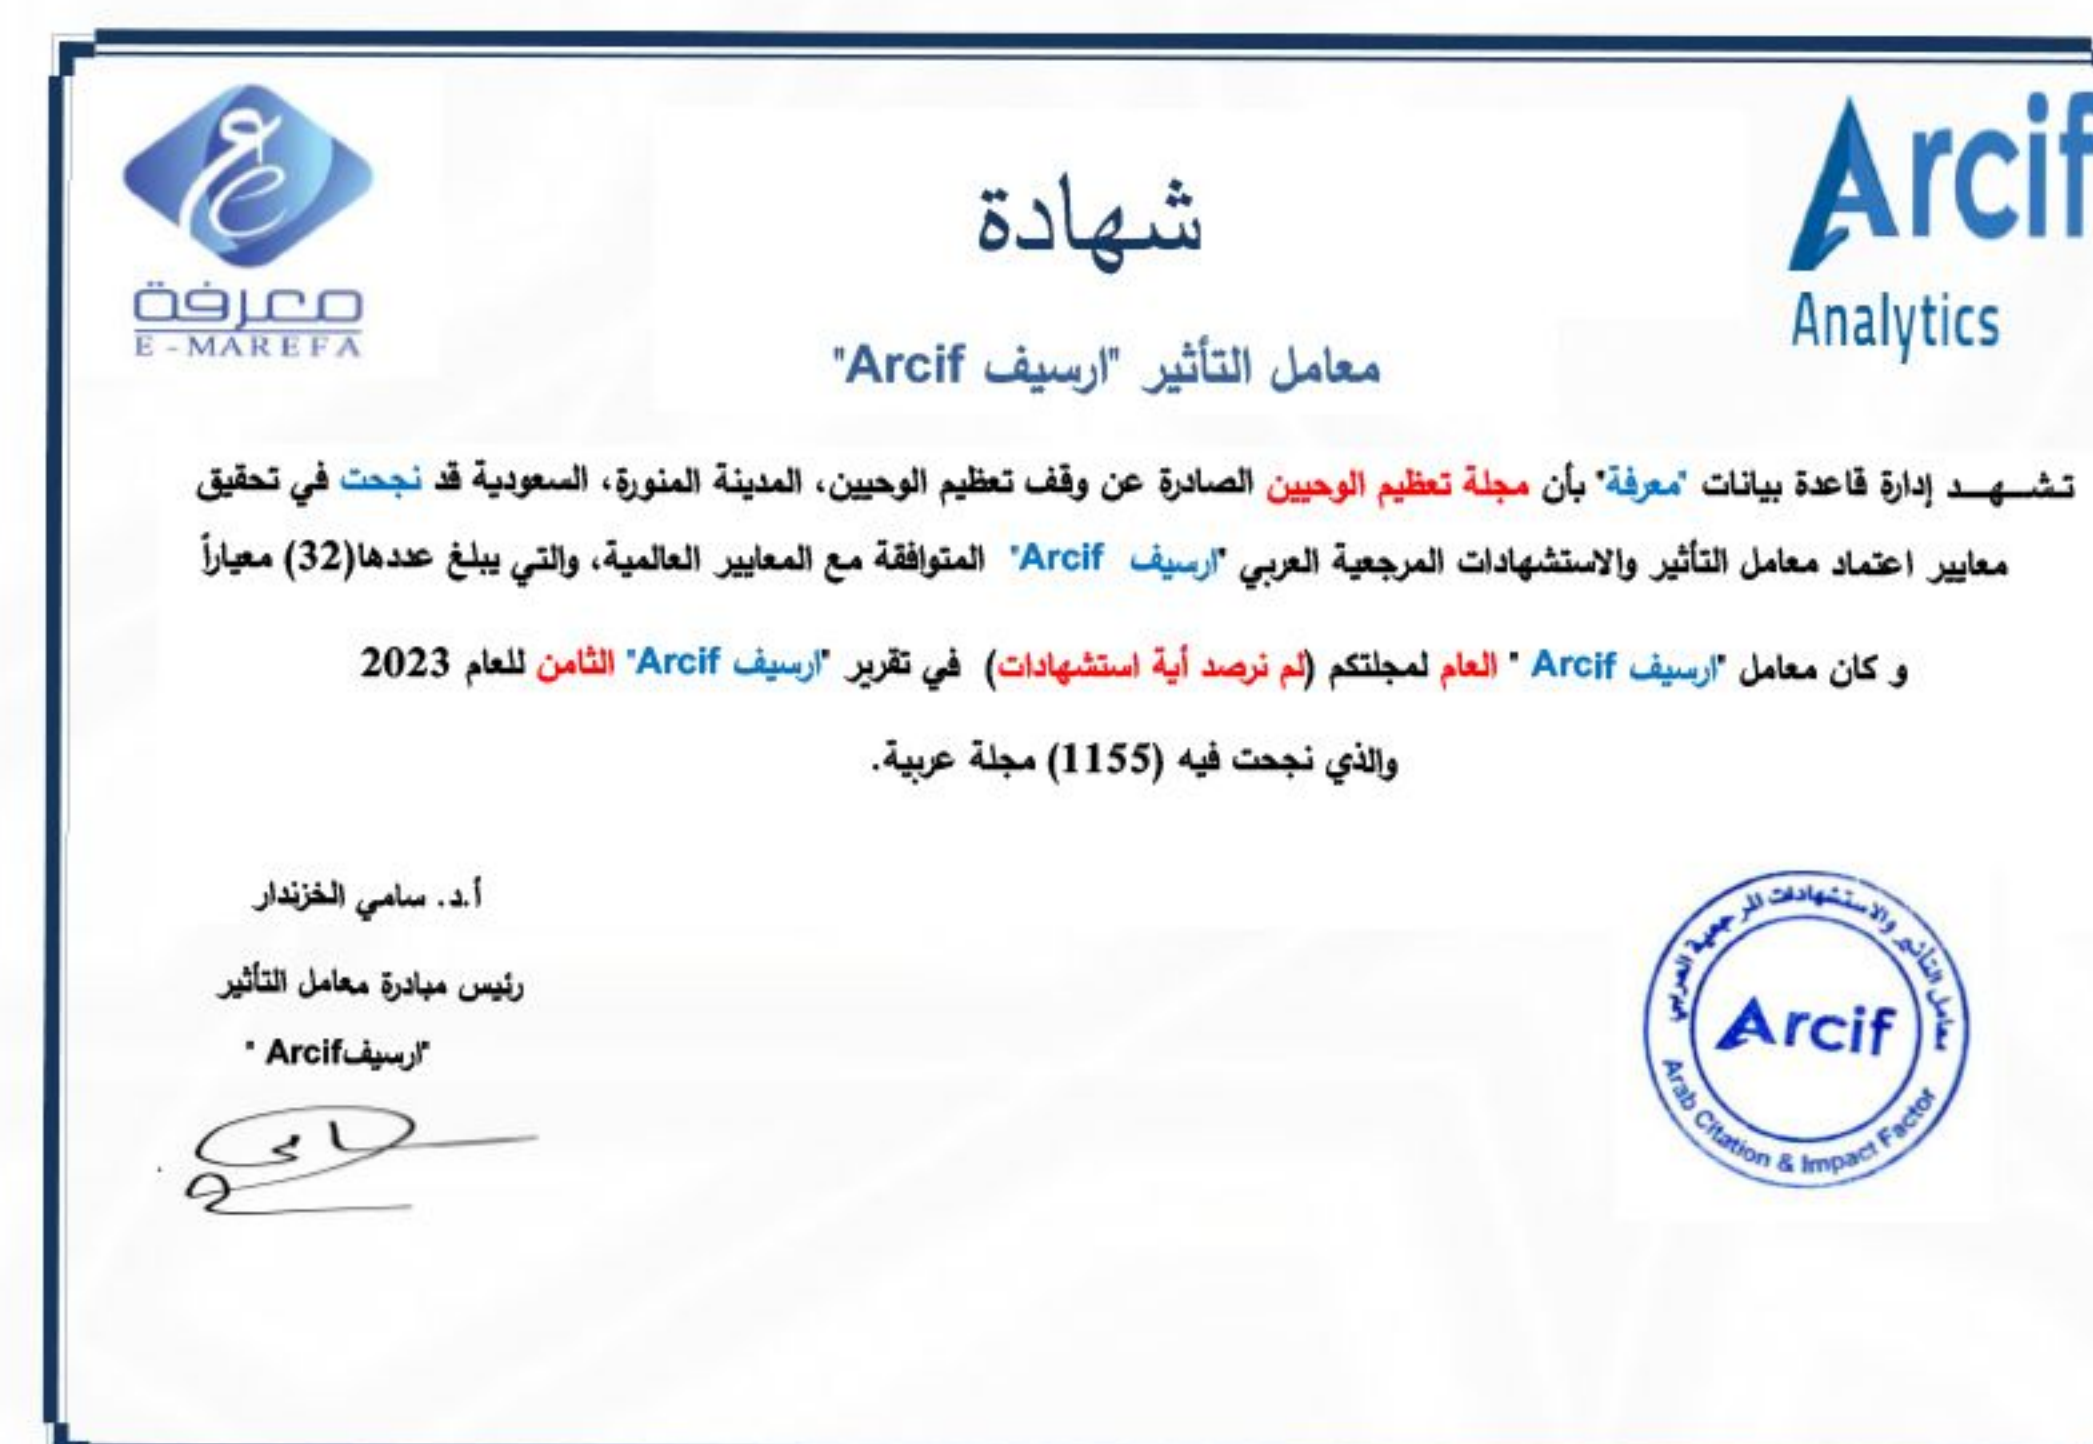 معرفة
E - MAREFA
Arcif
Analytics
شهادة
معامل التأثير "ارسيف Arcif"
تشـــهـــد إدارة قاعدة بيانات "معرفة" بأن مجلة تعظيم الوحيين الصادرة عن وقف تعظيم الوحيين، المدينة المنورة، السعودية قد نجحت في تحقيق
معايير اعتماد معامل التأثير والاستشهادات المرجعية العربي "ارسيف Arcif" المتوافقة مع المعايير العالمية، والتي يبلغ عددها(32) معياراً
و كان معامل "ارسيف Arcif " العام لمجلتكم (لم نرصد أية استشهادات) في تقرير "ارسيف Arcif" الثامن للعام 2023
والذي نجحت فيه (1155) مجلة عربية.
أ.د. سامي الخزندار
رئيس مبادرة معامل التأثير
"ارسيفArcif "
معامل التأثير والاستشهادات المرجعية العربي
Arcif
Arab Citation & Impact Factor